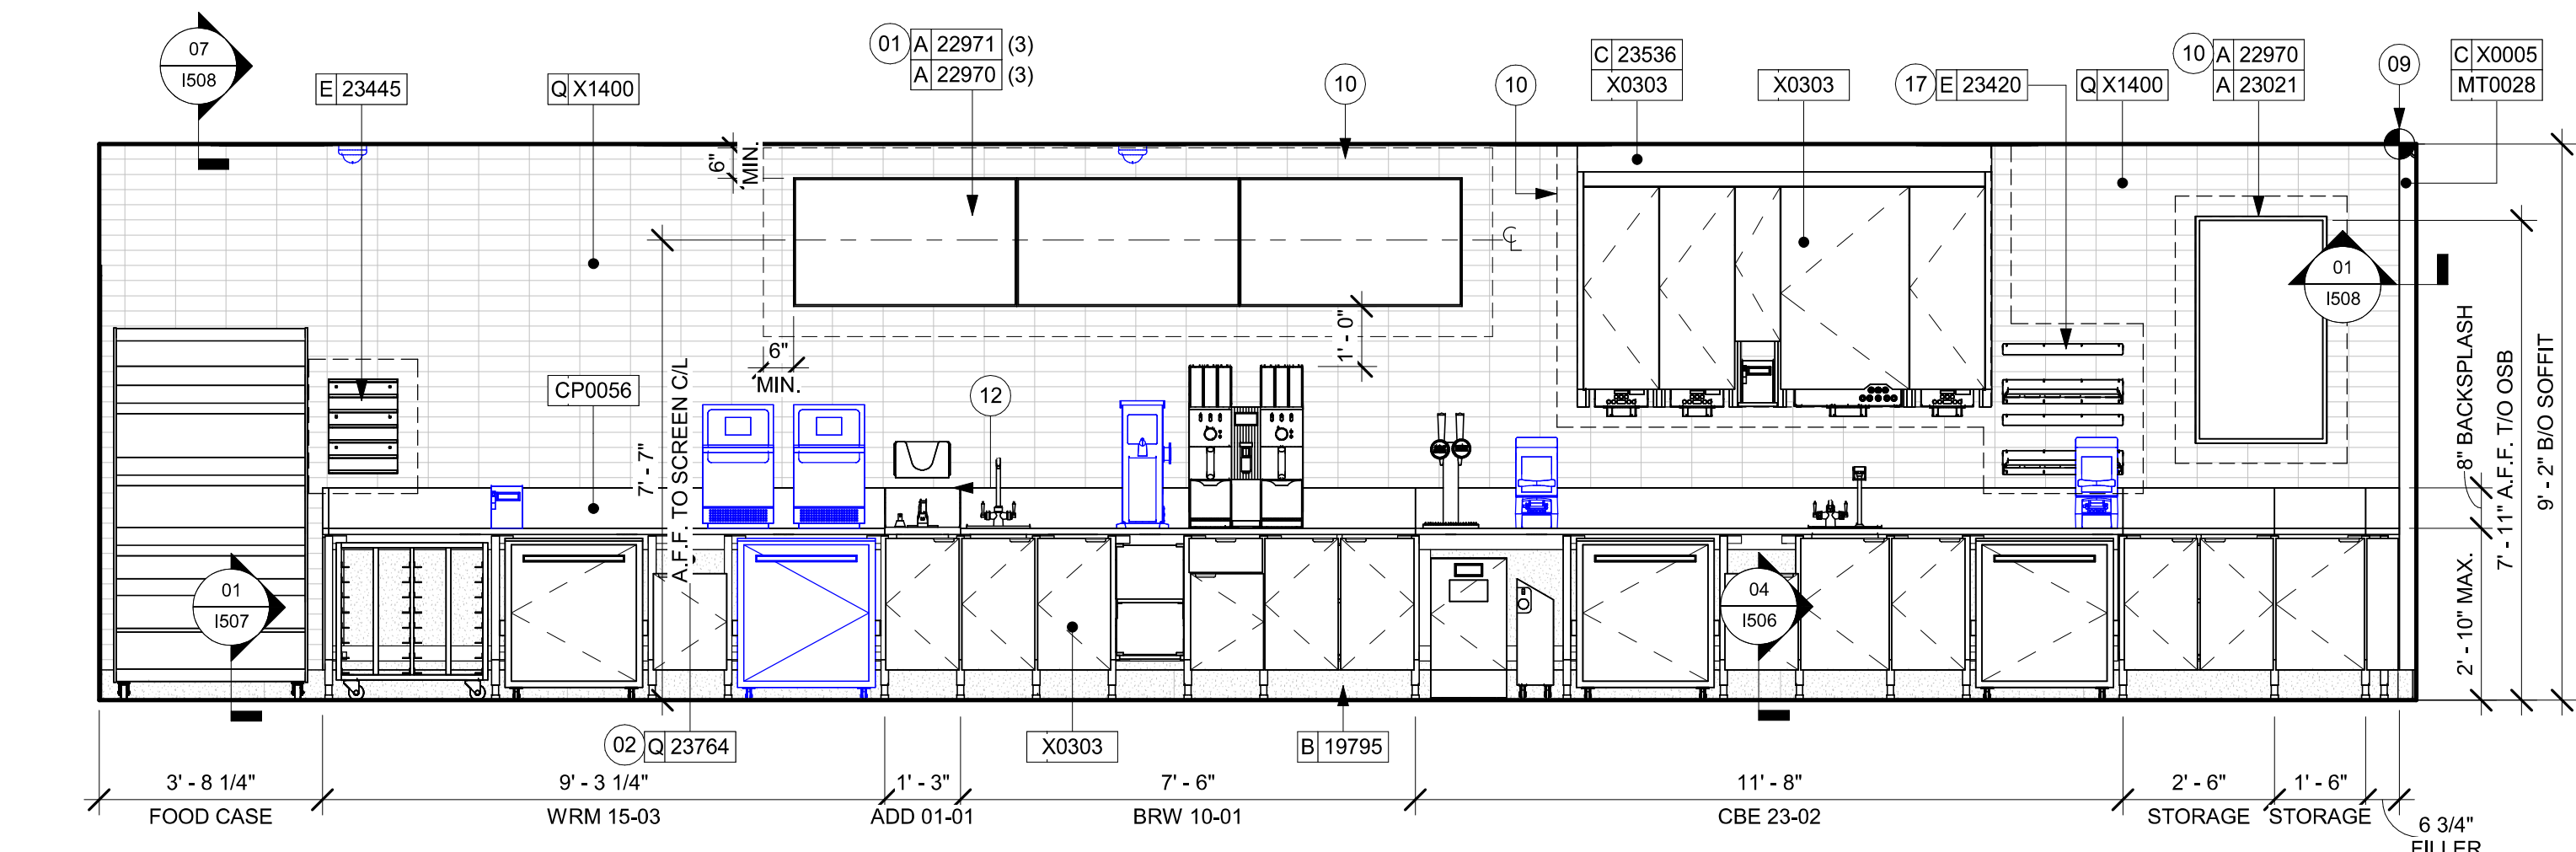 07
I508
E 23445
Q X1400
01 A 22971 (3)
A 22970 (3)
10
10
C 23536
X0303
X0303
17 E 23420
Q X1400
10 A 22970
A 23021
09
C X0005
MT0028
6" MIN.
C L
01
I508
6"
MIN.
1' - 0"
7' - 7"
A.F.F. TO SCREEN C/L
CP0056
12
8" BACKSPLASH
2' - 10" MAX.
7' - 11" A.F.F. T/O OSB
9' - 2" B/O SOFFIT
01
I507
04
I506
02 Q 23764
X0303
B 19795
3' - 8 1/4"
FOOD CASE
9' - 3 1/4"
WRM 15-03
1' - 3"
ADD 01-01
7' - 6"
BRW 10-01
11' - 8"
CBE 23-02
2' - 6"
STORAGE
1' - 6"
STORAGE
6 3/4"
FILLER